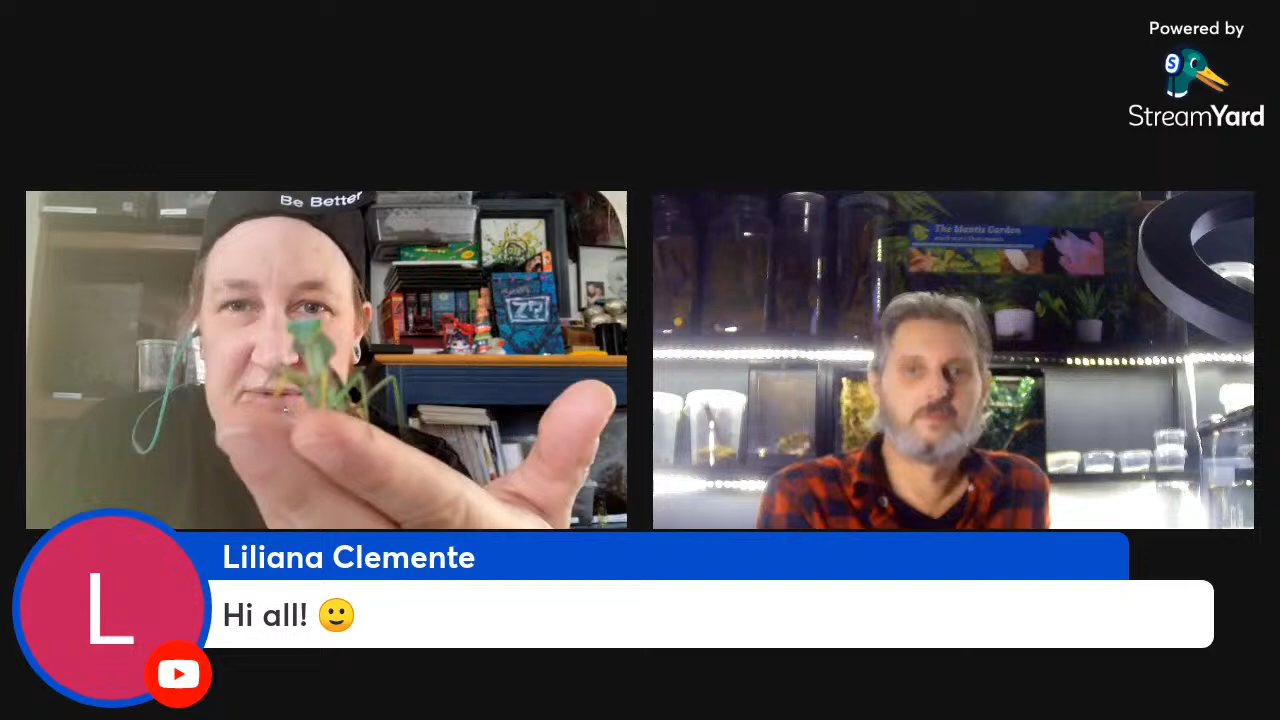 Powered by
S
StreamYard
Be Better
The Mantis Garden
Z?
Liliana Clemente
L
Hi all! 🙂